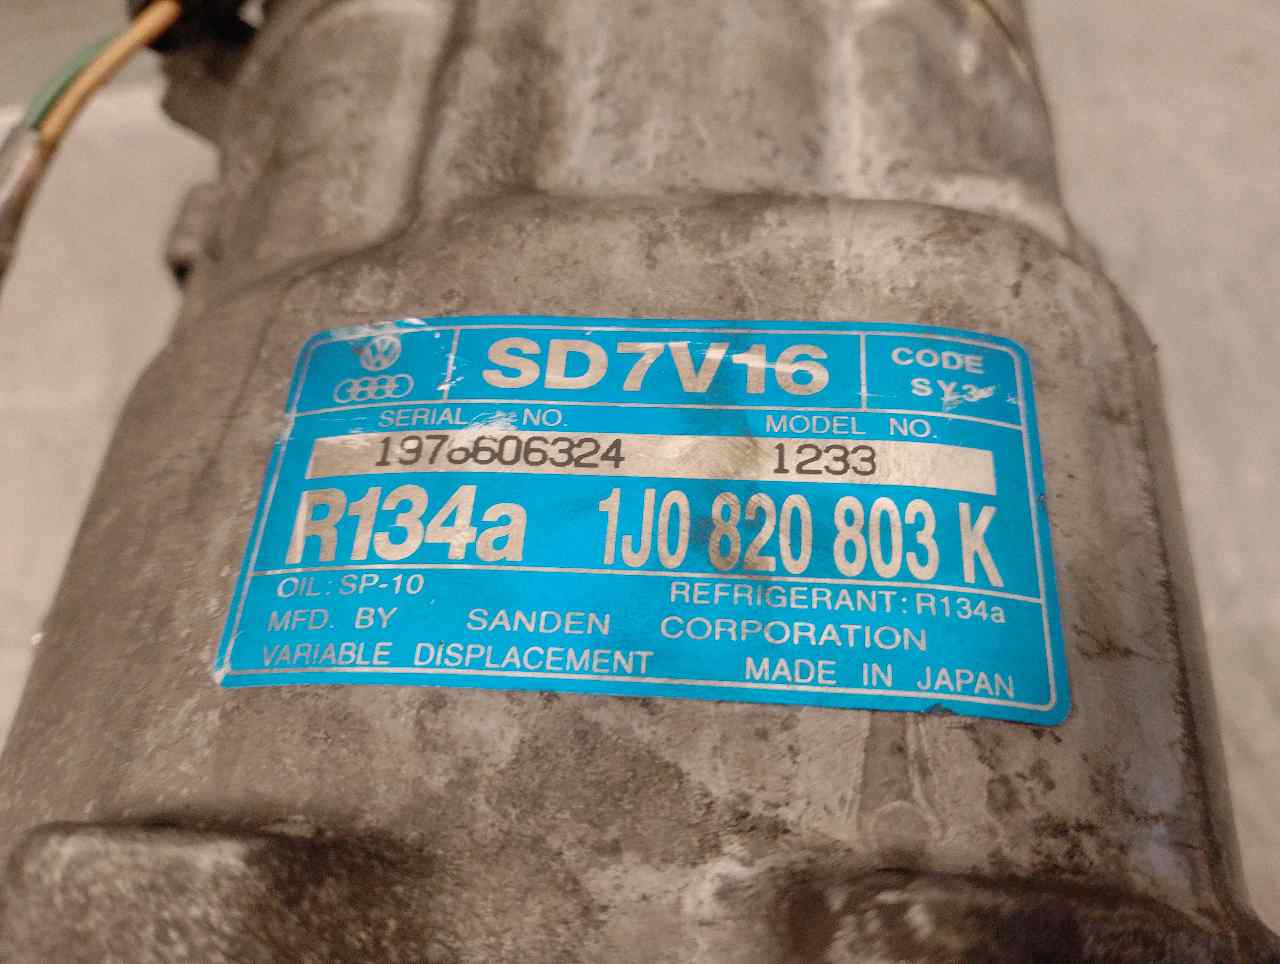 SD7V16
CODE
SERIAL NO.
MODEL NO.
1233
R134a 1J0 820 803 K
OIL: SP-10
REFRIGERANT: R134a
MFD. BY SANDEN CORPORATION
VARIABLE DISPLACEMENT MADE IN JAPAN